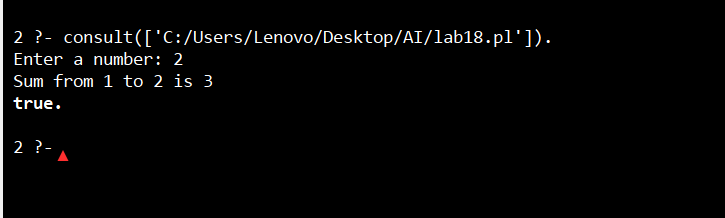 2 ?- consult(['C:/Users/Lenovo/Desktop/AI/lab18.pl']).
Enter a number: 2
Sum from 1 to 2 is 3
true.
2 ?-